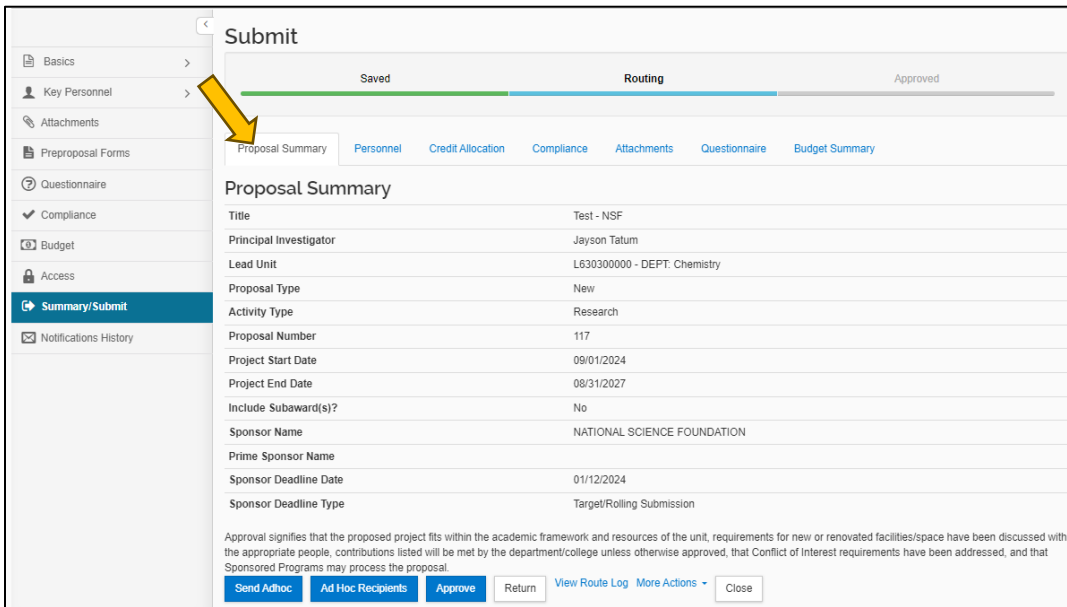 Submit
Basics
Key Personnel
Attachments
Preproposal Forms
Questionnaire
Compliance
Budget
Access
Summary/Submit
Notifications History
Saved Routing Approved
Proposal Summary Personnel Credit Allocation Compliance Attachments Questionnaire Budget Summary
Proposal Summary
Title Test - NSF
Principal Investigator Jayson Tatum
Lead Unit L630300000 - DEPT: Chemistry
Proposal Type New
Activity Type Research
Proposal Number 117
Project Start Date 09/01/2024
Project End Date 08/31/2027
Include Subaward(s)? No
Sponsor Name NATIONAL SCIENCE FOUNDATION
Prime Sponsor Name
Sponsor Deadline Date 01/12/2024
Sponsor Deadline Type Target/Rolling Submission
Approval signifies that the proposed project fits within the academic framework and resources of the unit, requirements for new or renovated facilities/space have been discussed with
the appropriate people, contributions listed will be met by the department/college unless otherwise approved, that Conflict of Interest requirements have been addressed, and that
Sponsored Programs may process the proposal.
Send Adhoc Ad Hoc Recipients Approve Return View Route Log More Actions Close